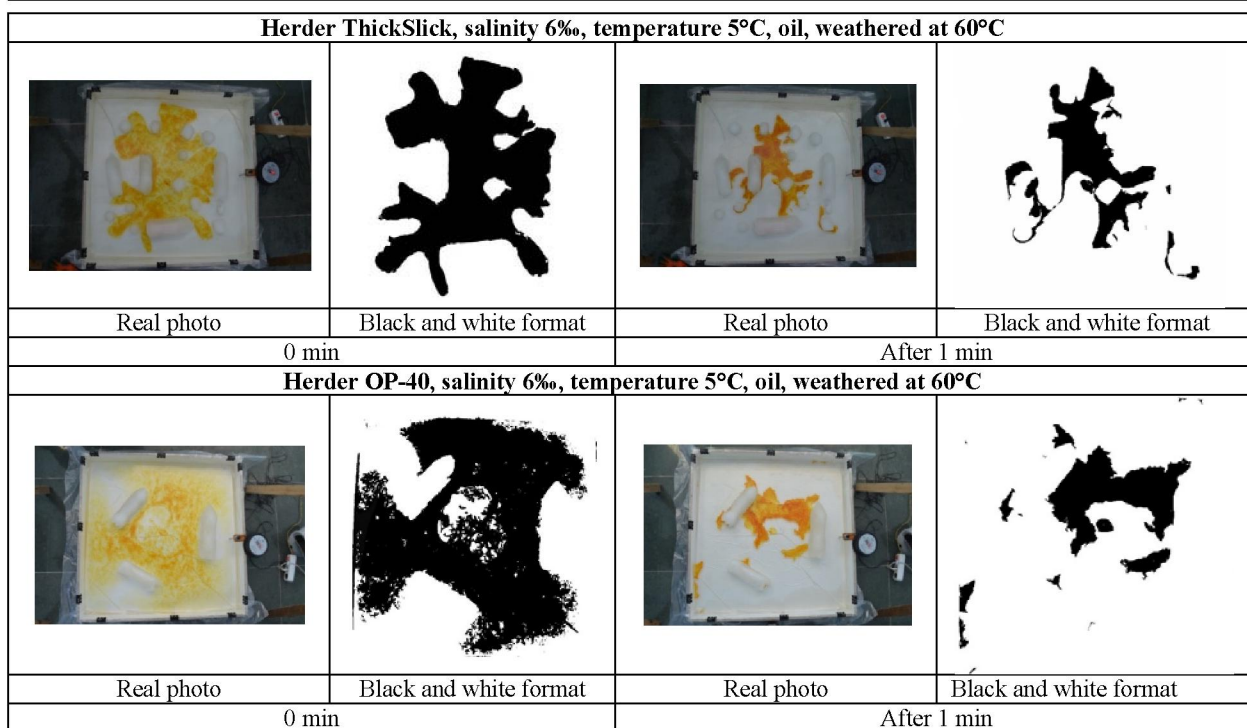 Herder ThickSlick, salinity 6‰, temperature 5°C, oil, weathered at 60°C
Real photo
Black and white format
Real photo
Black and white format
0 min
After 1 min
Herder OP-40, salinity 6‰, temperature 5°C, oil, weathered at 60°C
Real photo
Black and white format
Real photo
Black and white format
0 min
After 1 min